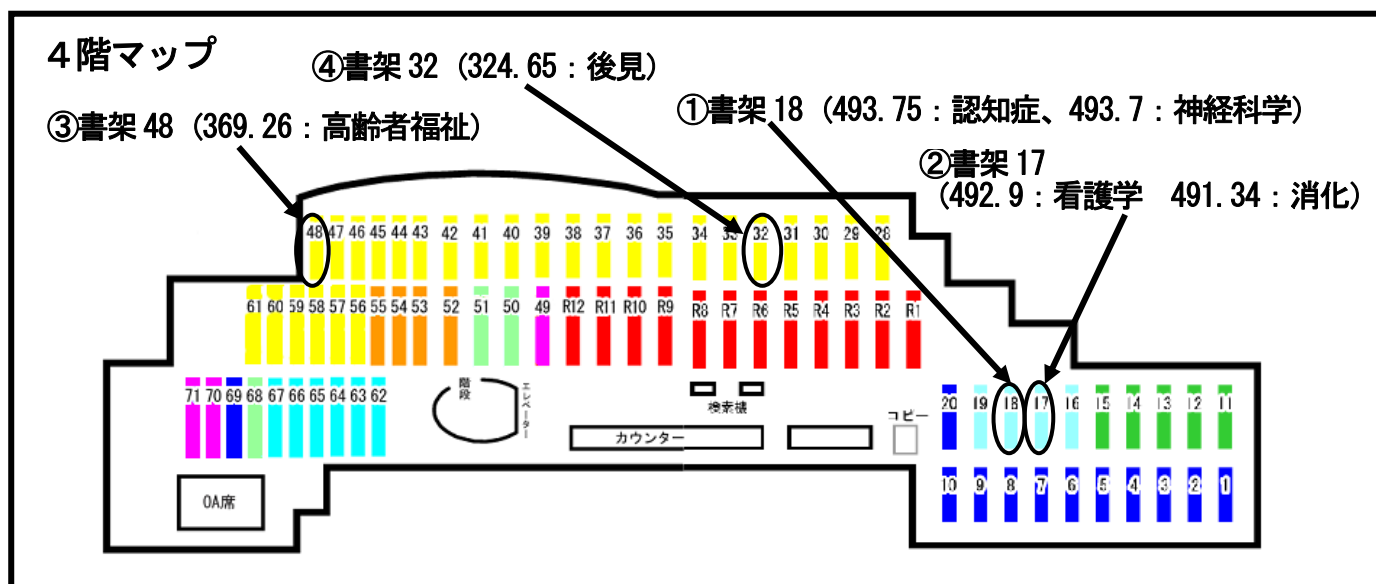 ４階マップ
④書架 32 (324.65：後見)
①書架 18 (493.75：認知症、493.7：神経科学)
③書架 48 (369.26：高齢者福祉)
②書架 17
(492.9：看護学　491.34：消化)
48 47 46 45 44 43 42 41 40 39 38 37 36 35 34 33 32 31 30 29 28
61 60 59 58 57 56 55 54 53 52 51 50 49 R12 R11 R10 R9 R8 R7 R6 R5 R4 R3 R2 R1
71 70 69 68 67 66 65 64 63 62
階段
エレベーター
検索機
カウンター
コピー
20 19 18 17 16 15 14 13 12 11
10 9 8 7 6 5 4 3 2 1
OA席